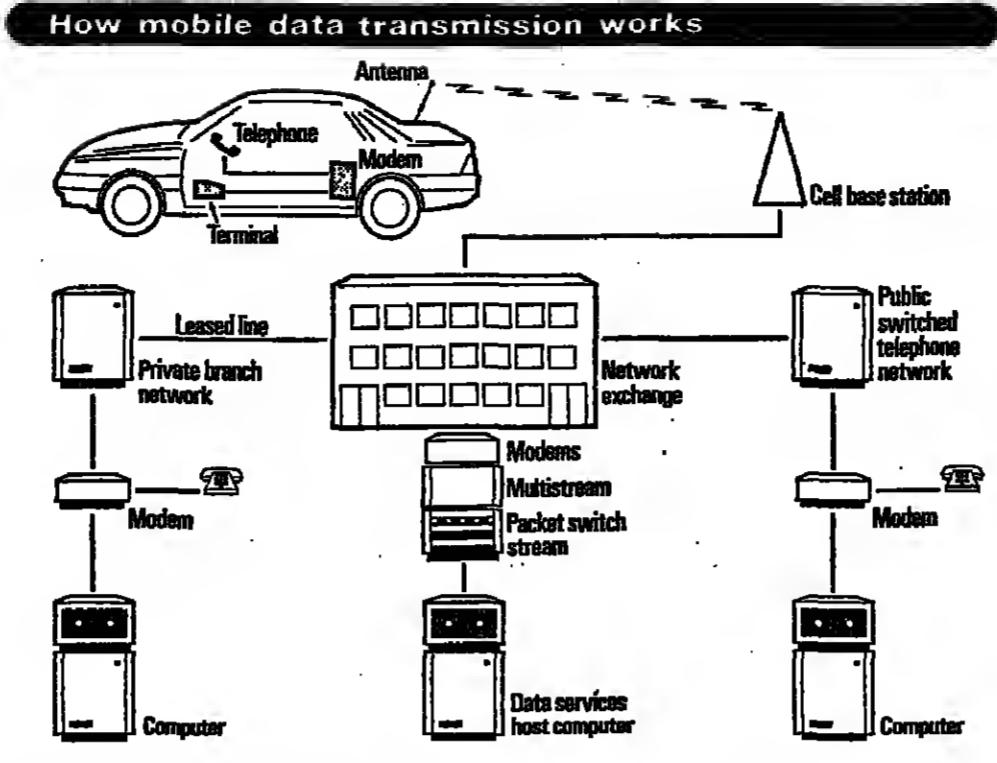 How mobile data transmission works
Antenna
Telephone
Modem
Terminal
Cell base station
Leased line
Private branch
network
Network
exchange
Public
switched
telephone
network
Modems
Multistream
Packet switch
stream
Modem
Modem
Computer
Data services
host computer
Computer